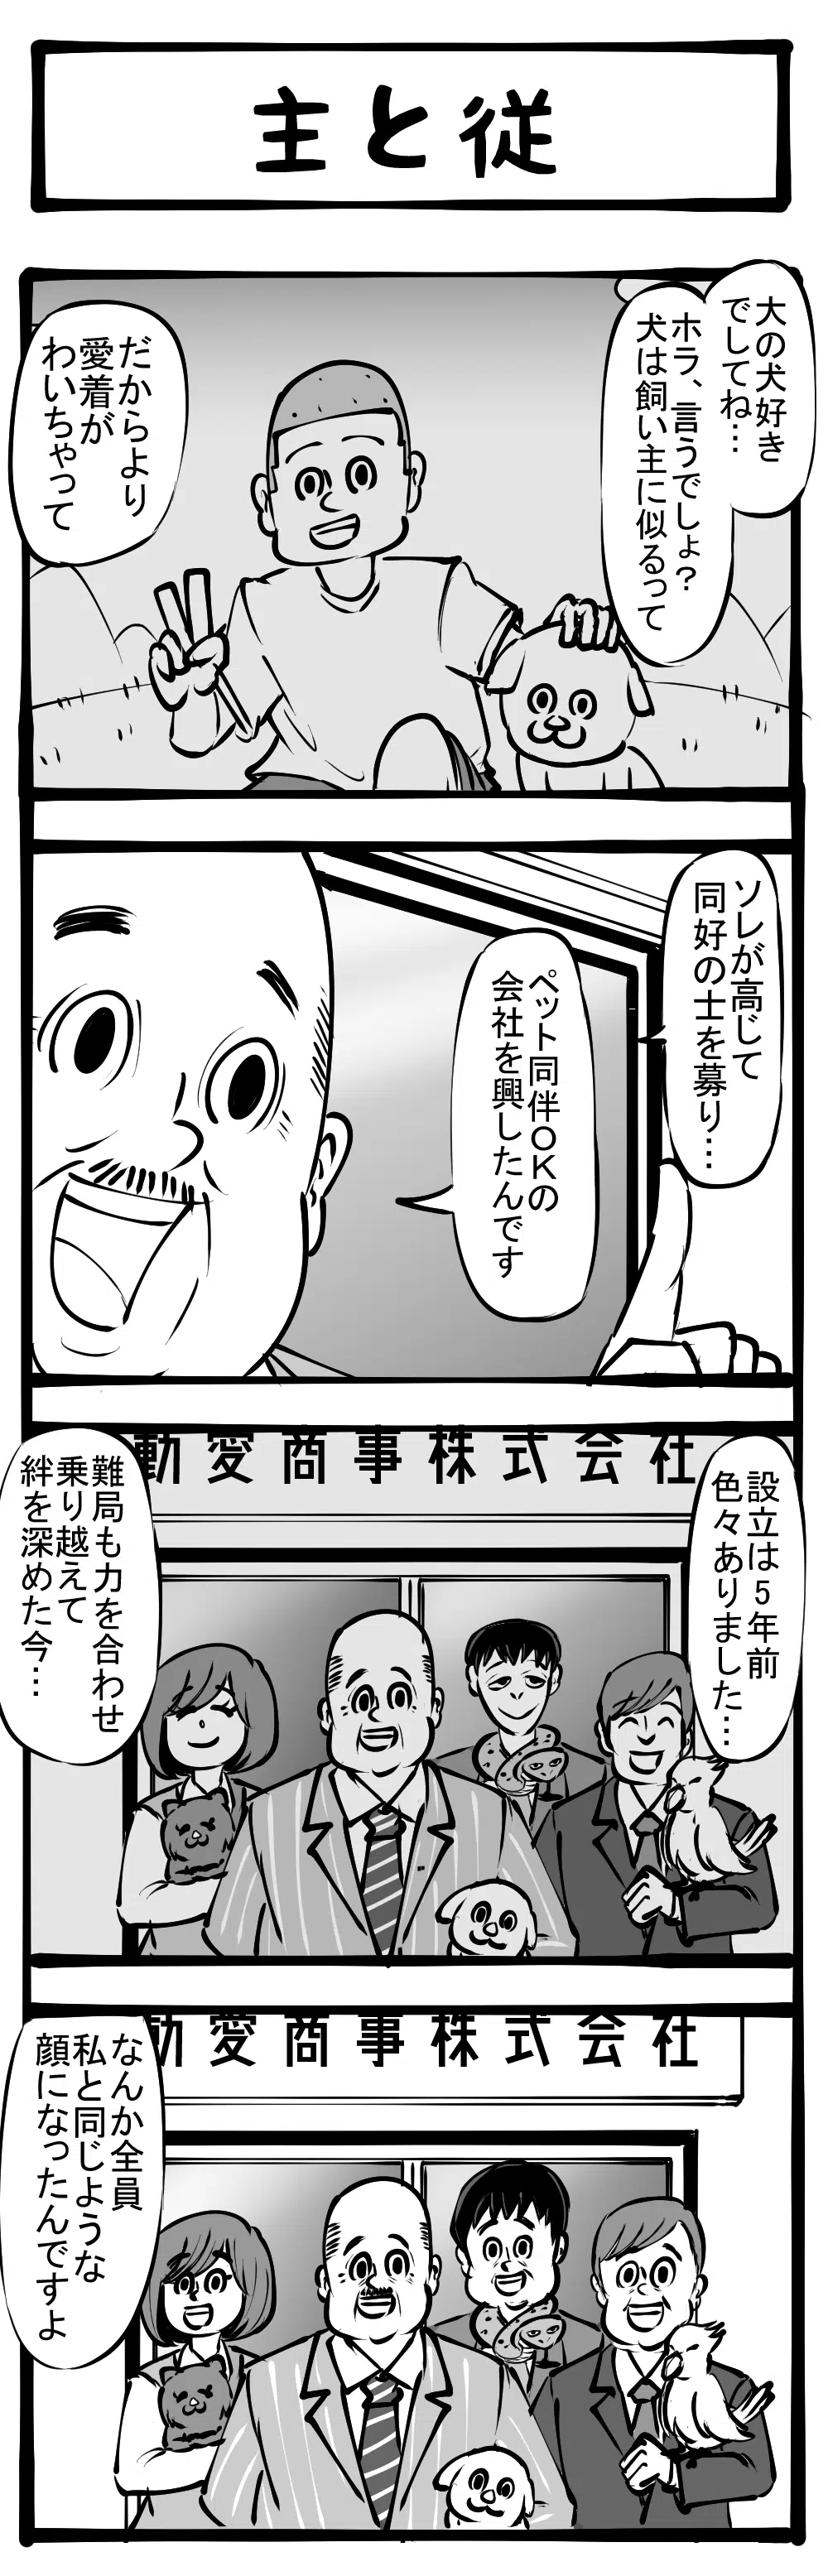 主と従
大の犬好き
でしてね…
ホラ、言うでしょ？
犬は飼い主に似るって
だからより
愛着が
わいちゃって
ソレが高じて
同好の士を募り…
ペット同伴OKの
会社を興したんです
動愛商事株式会社
設立は5年前
色々ありました…
難局も力を合わせ
乗り越えて
絆を深めた今…
動愛商事株式会社
なんか全員
私と同じような
顔になったんですよ